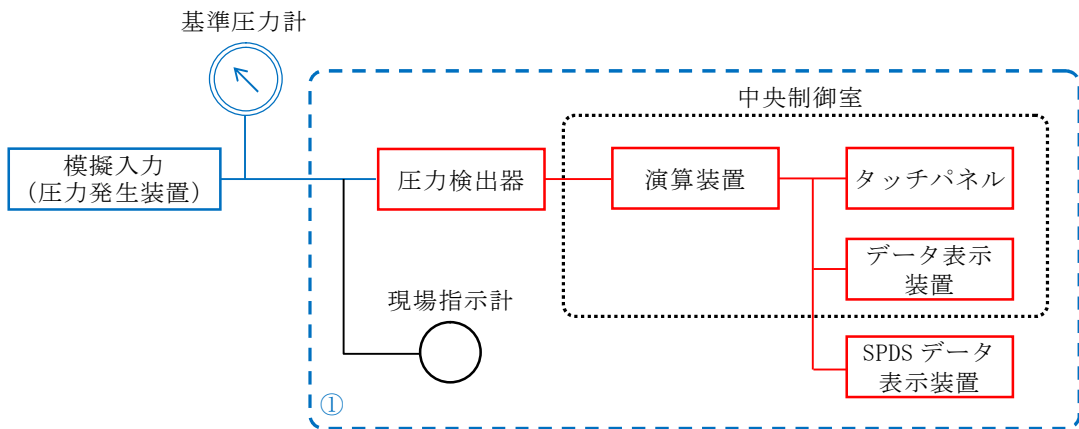 基準圧力計
中央制御室
模擬入力
(圧力発生装置)
圧力検出器
演算装置
タッチパネル
データ表示
装置
現場指示計
SPDS データ
表示装置
①